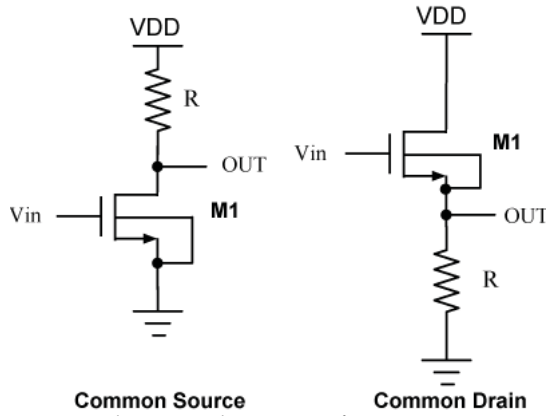 VDD
R
OUT
Vin
M1
Common Source
VDD
Vin
M1
OUT
R
Common Drain